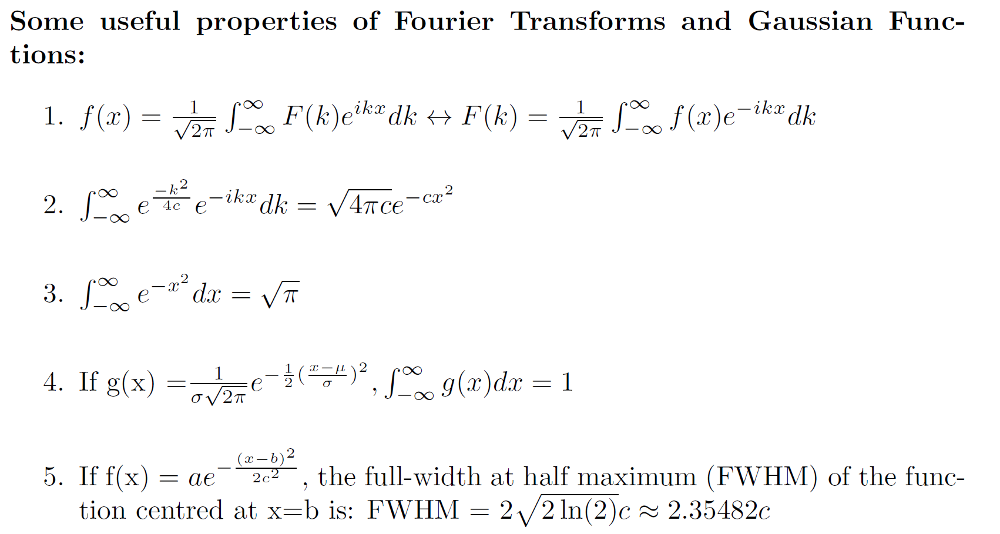 Some useful properties of Fourier Transforms and Gaussian Func-
tions:
1. $f(x) = \frac{1}{\sqrt{2\pi}} \int_{-\infty}^{\infty} F(k)e^{ikx}dk \leftrightarrow F(k) = \frac{1}{\sqrt{2\pi}} \int_{-\infty}^{\infty} f(x)e^{-ikx}dk$
2. $\int_{-\infty}^{\infty} e^{\frac{-k^2}{4c}} e^{-ikx}dk = \sqrt{4\pi c}e^{-cx^2}$
3. $\int_{-\infty}^{\infty} e^{-x^2}dx = \sqrt{\pi}$
4. If g(x) $= \frac{1}{\sigma\sqrt{2\pi}}e^{-\frac{1}{2}(\frac{x-\mu}{\sigma})^2}, \int_{-\infty}^{\infty} g(x)dx = 1$
5. If f(x) $= ae^{-\frac{(x-b)^2}{2c^2}}$, the full-width at half maximum (FWHM) of the func-
tion centred at x=b is: FWHM $= 2\sqrt{2\ln(2)}c \approx 2.35482c$